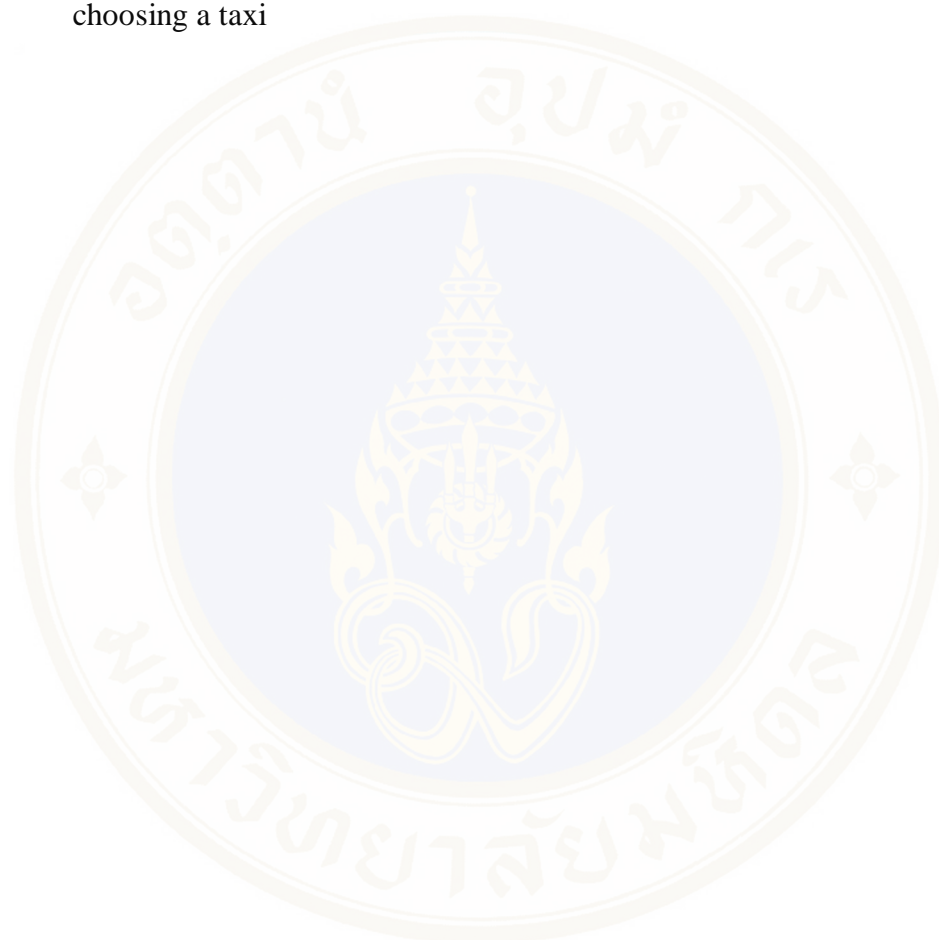 choosing a taxi
อตฺตานํ อุปมํ กเร
มหาวิทยาลัยมหิดล